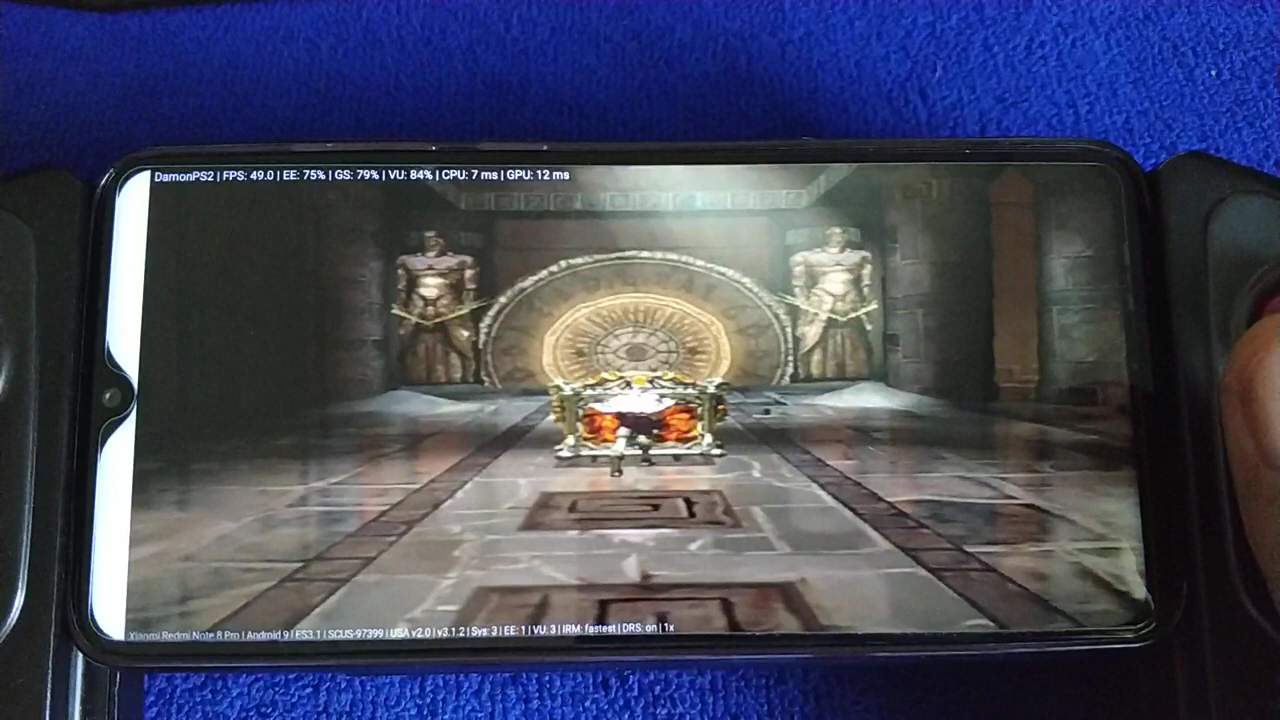 DamonPS2 | FPS: 49.0 | EE: 75% | GS: 79% | VU: 84% | CPU: 7 ms | GPU: 12 ms
Xiaomi Redmi Note 8 Pro | Android 9 | ES3.1 | SCUS-97399 | USA v2.0 | v3.1.2 | Sys: 3 | EE: 1 | VU: 3 | IRM: fastest | DRS: on | 1x